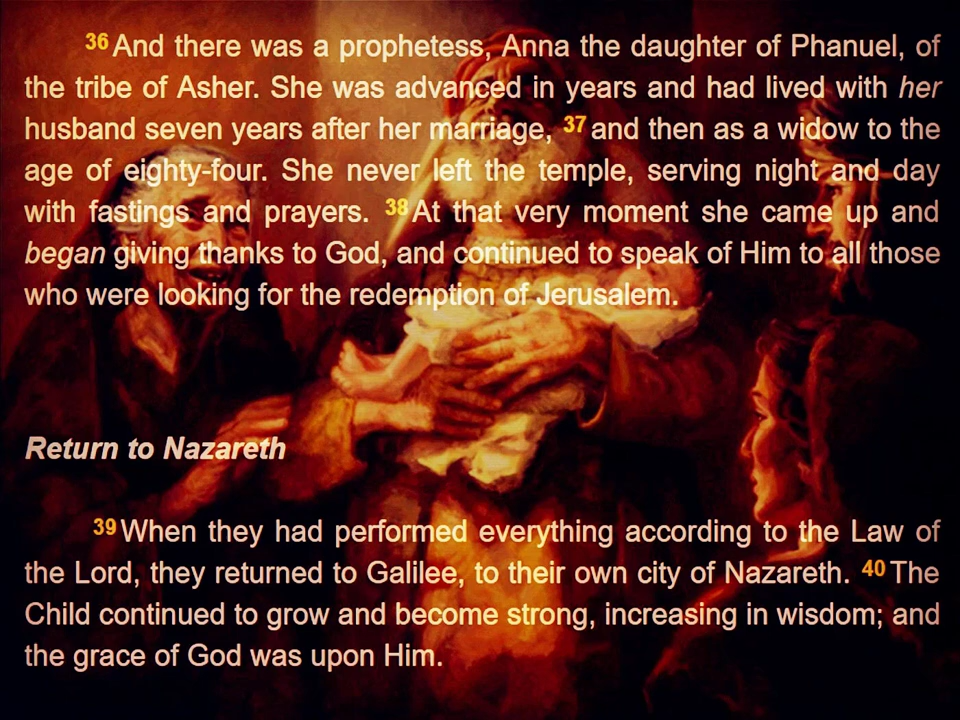 36 And there was a prophetess, Anna the daughter of Phanuel, of
the tribe of Asher. She was advanced in years and had lived with her
husband seven years after her marriage, 37 and then as a widow to the
age of eighty-four. She never left the temple, serving night and day
with fastings and prayers. 38 At that very moment she came up and
began giving thanks to God, and continued to speak of Him to all those
who were looking for the redemption of Jerusalem.
Return to Nazareth
39 When they had performed everything according to the Law of
the Lord, they returned to Galilee, to their own city of Nazareth. 40 The
Child continued to grow and become strong, increasing in wisdom; and
the grace of God was upon Him.